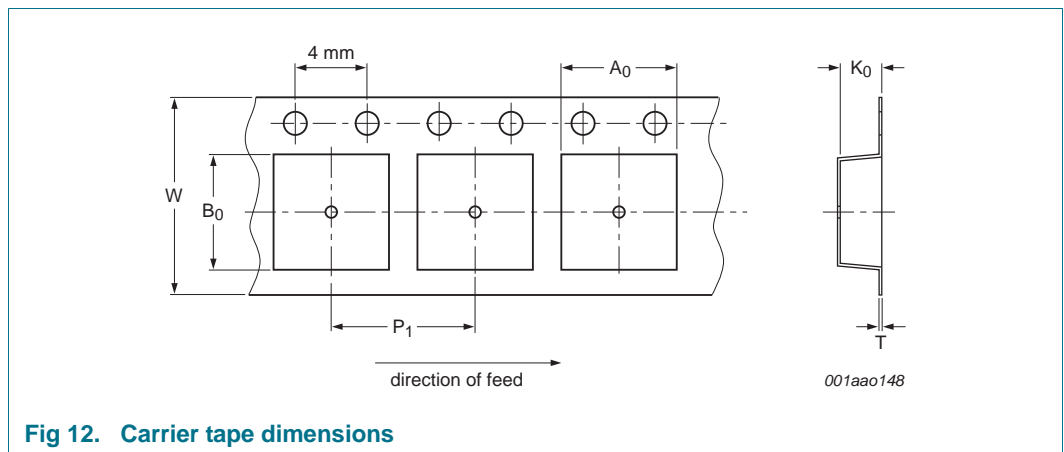 4 mm
A0
K0
W
B0
P1
T
direction of feed
001aao148
Fig 12. Carrier tape dimensions